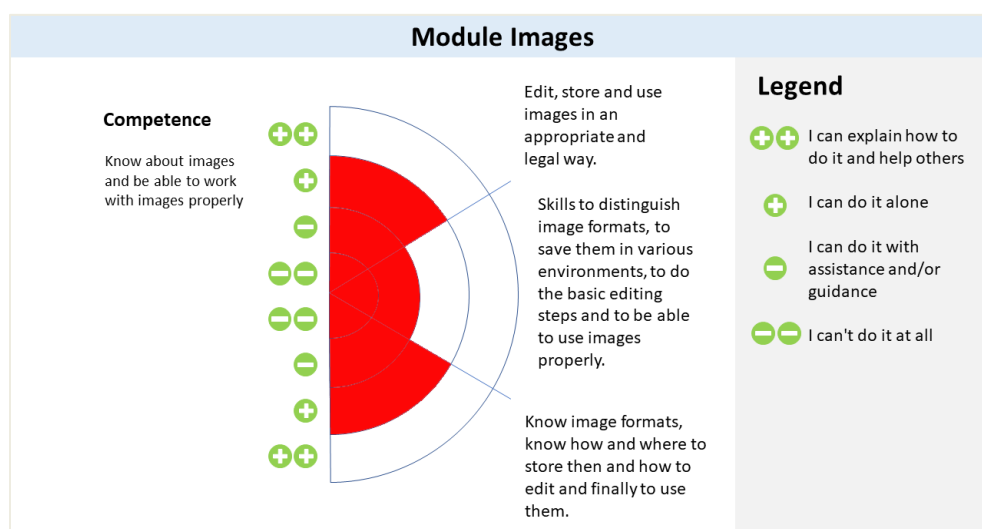 Module Images
Competence
Know about images
and be able to work
with images properly
Edit, store and use
images in an
appropriate and
legal way.
Skills to distinguish
image formats, to
save them in various
environments, to do
the basic editing
steps and to be able
to use images
properly.
Know image formats,
know how and where to
store then and how to
edit and finally to use
them.
Legend
I can explain how to
do it and help others
I can do it alone
I can do it with
assistance and/or
guidance
I can't do it at all